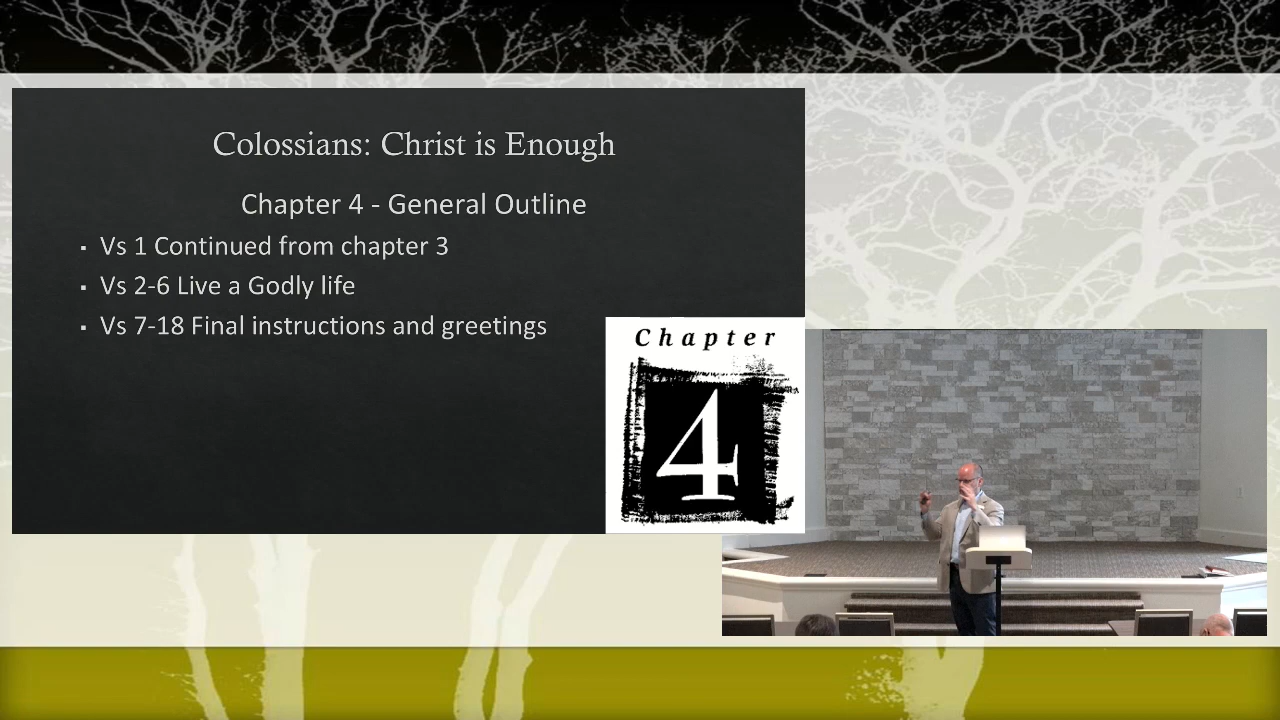 Colossians: Christ is Enough
Chapter 4 - General Outline
▪ Vs 1 Continued from chapter 3
▪ Vs 2-6 Live a Godly life
▪ Vs 7-18 Final instructions and greetings
Chapter
4